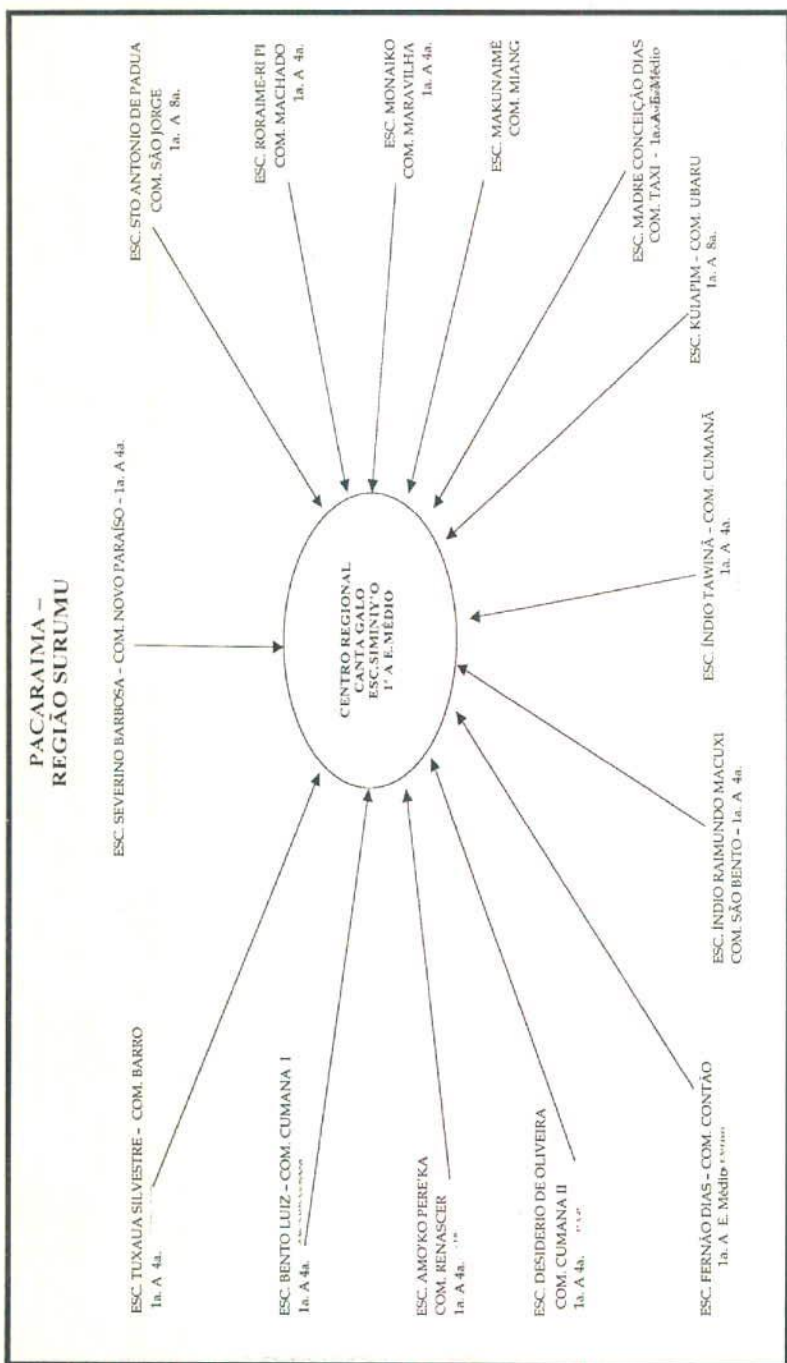 PACARAIMA –
REGIÃO SURUMU
ESC. SEVERINO BARBOSA – COM. NOVO PARAÍSO – 1a. A 4a.
ESC. TUXAUA SILVESTRE – COM. BARRO
1a. A 4a.
ESC. BENTO LUIZ – COM. CUMANA I
1a. A 4a.
ESC. AMO'KO PERE'KA
COM. RENASCER
1a. A 4a.
ESC. DESIDERIO DE OLIVEIRA
COM. CUMANA II
1a. A 4a.
ESC. FERNÃO DIAS – COM. CONTÃO
1a. A E. Médio
CENTRO REGIONAL
CANTA GALO
ESC.SIMINIY'O
1ª A E.MÉDIO
ESC. ÍNDIO RAIMUNDO MACUXI
COM. SÃO BENTO – 1a. A 4a.
ESC. ÍNDIO TAWINÃ – COM. CUMANÃ
1a. A 4a.
ESC. STO ANTONIO DE PADUA
COM. SÃO JORGE
1a. A 8a.
ESC. RORAIME-RI PI
COM. MACHADO
1a. A 4a.
ESC. MONAIKO
COM. MARAVILHA
1a. A 4a.
ESC. MAKUNAIMÉ
COM. MIANG
ESC. MADRE CONCEIÇÃO DIAS
COM. TAXI – 1a. A E. Médio
ESC. KUIAPIM – COM. UBARU
1a. A 8a.